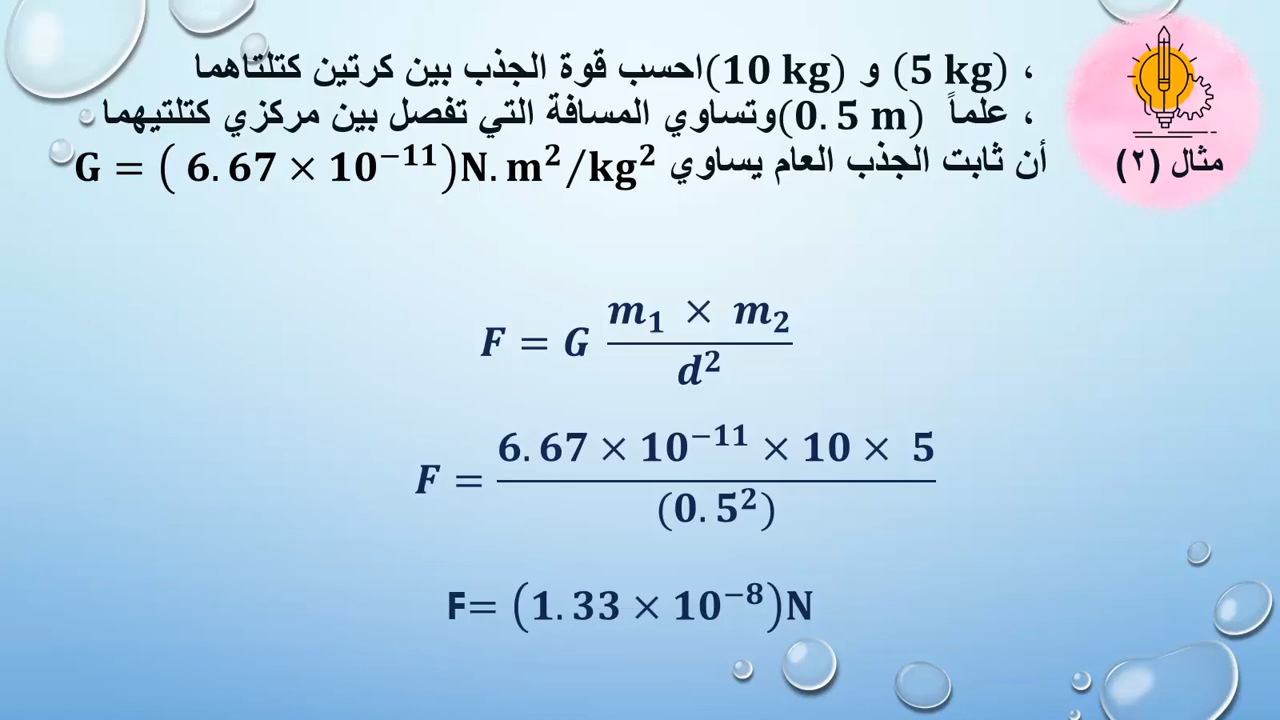 احسب قوة الجذب بين كرتين كتلتاهما (10 kg) و (5 kg) ،
وتساوي المسافة التي تفصل بين مركزي كتلتيهما (0.5 m) ، علماً
أن ثابت الجذب العام يساوي G = ( 6.67 × 10⁻¹¹)N.m²/kg²
مثال (٢)
F = G (m₁ × m₂)/d²
F = (6.67 × 10⁻¹¹ × 10 × 5)/(0.5²)
F= (1.33 × 10⁻⁸)N